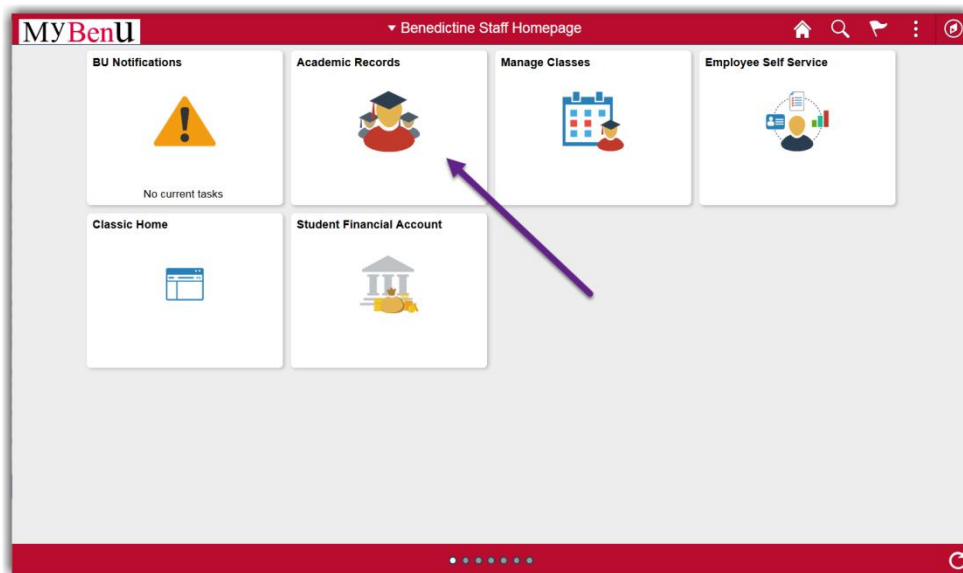 MyBenU
Benedictine Staff Homepage
BU Notifications
No current tasks
Academic Records
Manage Classes
Employee Self Service
Classic Home
Student Financial Account